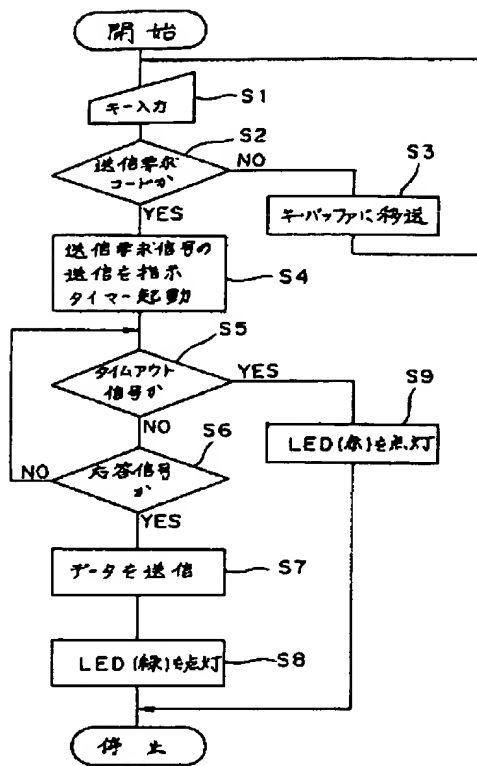 開始
キー入力
S1
送信要求
コードか
S2
NO
YES
S3
キーバッファに移送
送信要求信号の
送信を指示
タイマー起動
S4
タイムアウト
信号か
S5
YES
NO
S9
LED(赤)を点灯
応答信号
か
S6
NO
YES
データを送信
S7
LED(緑)を点灯
S8
停止